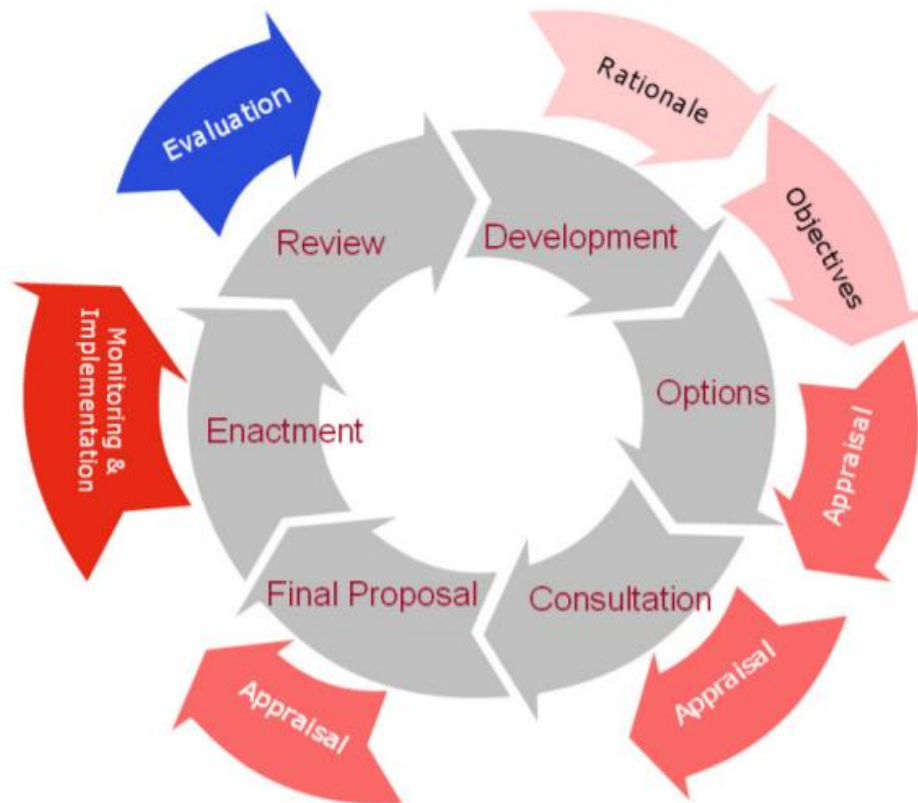 Rationale
Evaluation
Objectives
Review
Development
Monitoring &
Implementation
Options
Appraisal
Enactment
Final Proposal
Consultation
Appraisal
Appraisal